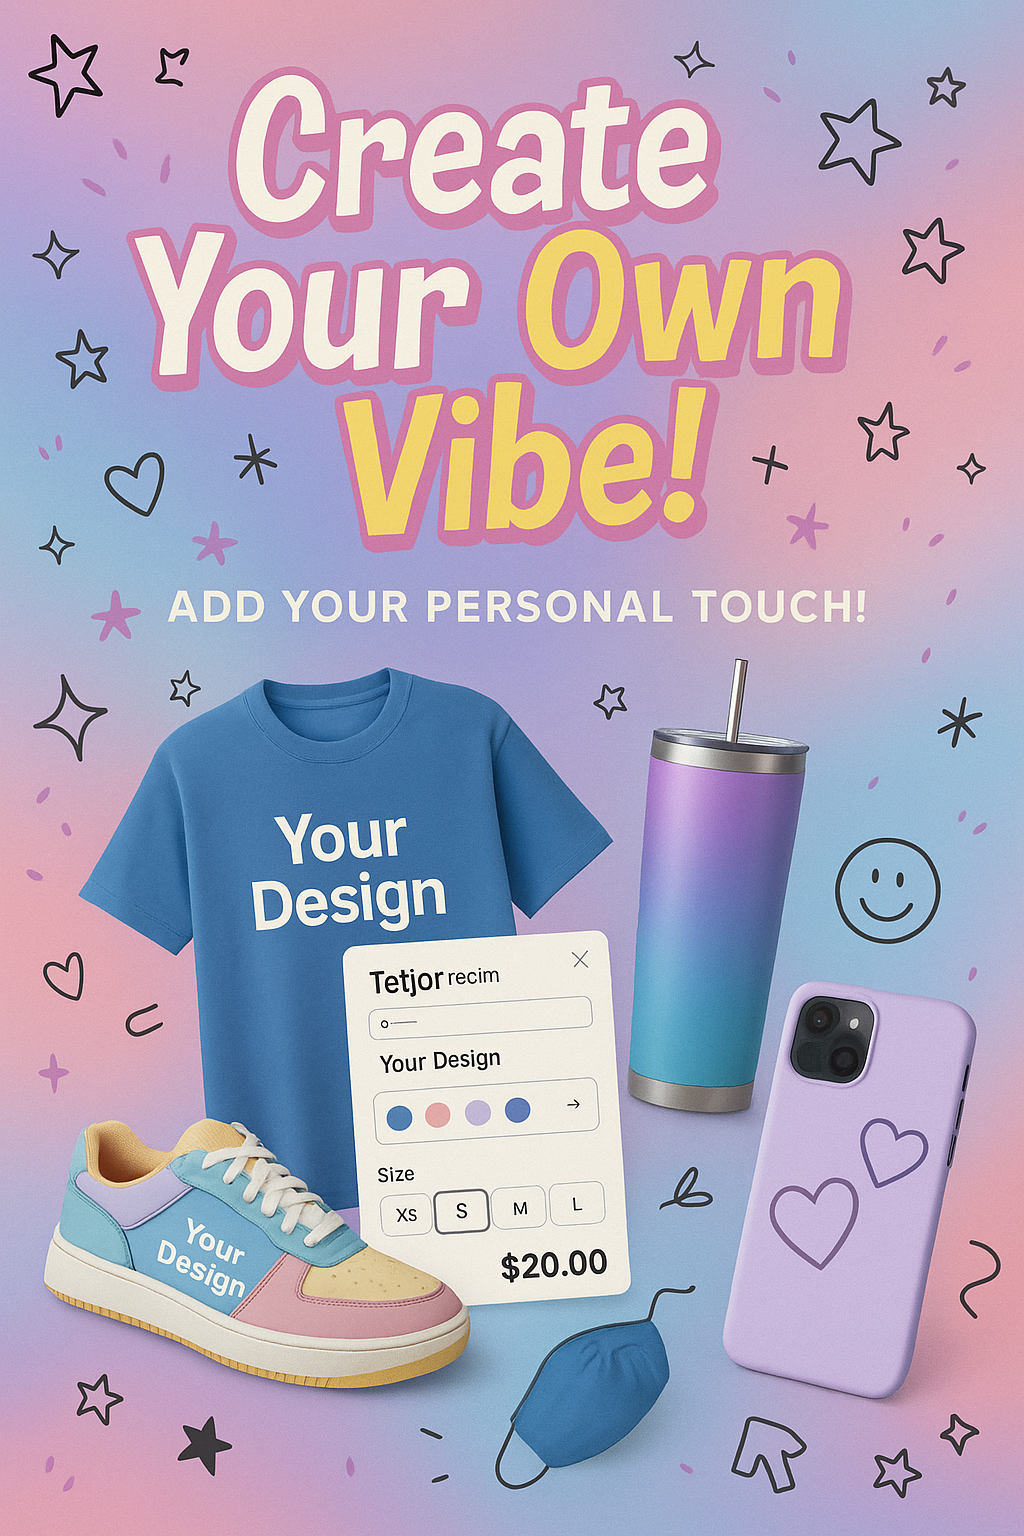 Create
Your Own
Vibe!
ADD YOUR PERSONAL TOUCH!
Your
Design
Tetjor recim
Your Design
Size
XS S M L
$20.00
Your
Design